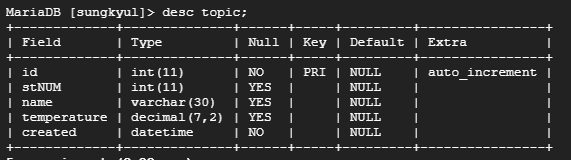 MariaDB [sungkyul]> desc topic;
+-------------+--------------+------+-----+---------+----------------+
| Field       | Type         | Null | Key | Default | Extra          |
+-------------+--------------+------+-----+---------+----------------+
| id          | int(11)      | NO   | PRI | NULL    | auto_increment |
| stNUM       | int(11)      | YES  |     | NULL    |                |
| name        | varchar(30)  | YES  |     | NULL    |                |
| temperature | decimal(7,2) | YES  |     | NULL    |                |
| created     | datetime     | NO   |     | NULL    |                |
+-------------+--------------+------+-----+---------+----------------+